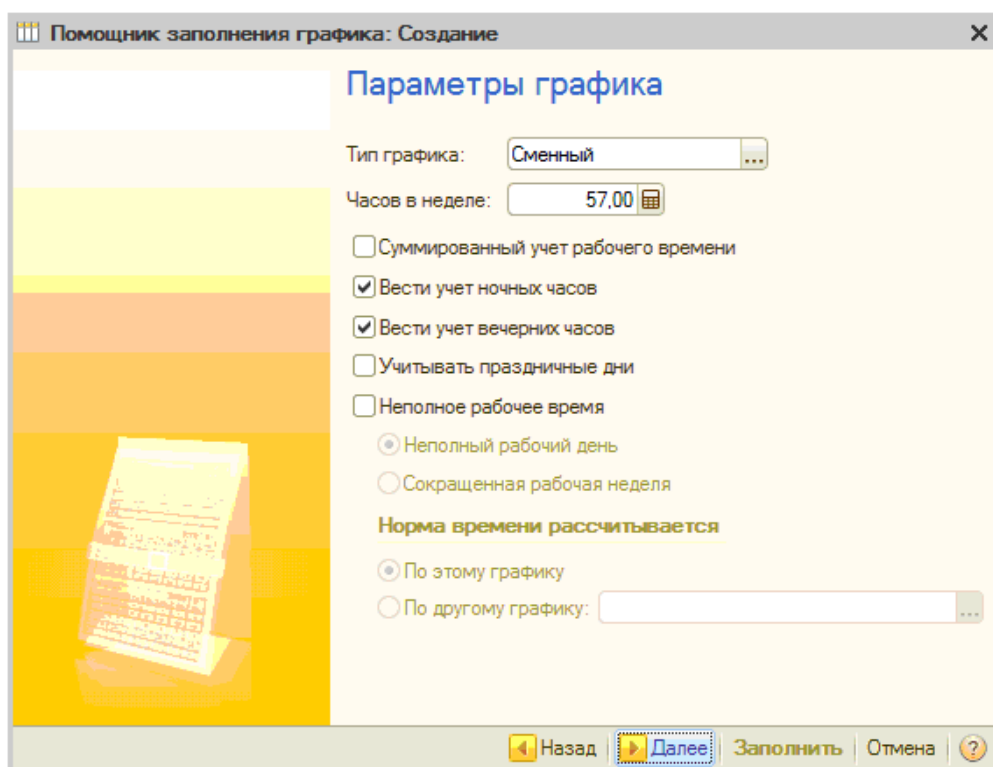 Помощник заполнения графика: Создание
Параметры графика
Тип графика: Сменный ...
Часов в неделе: 57,00
Суммированный учет рабочего времени
Вести учет ночных часов
Вести учет вечерних часов
Учитывать праздничные дни
Неполное рабочее время
Неполный рабочий день
Сокращенная рабочая неделя
Норма времени рассчитывается
По этому графику
По другому графику: ...
Назад Далее Заполнить Отмена ?